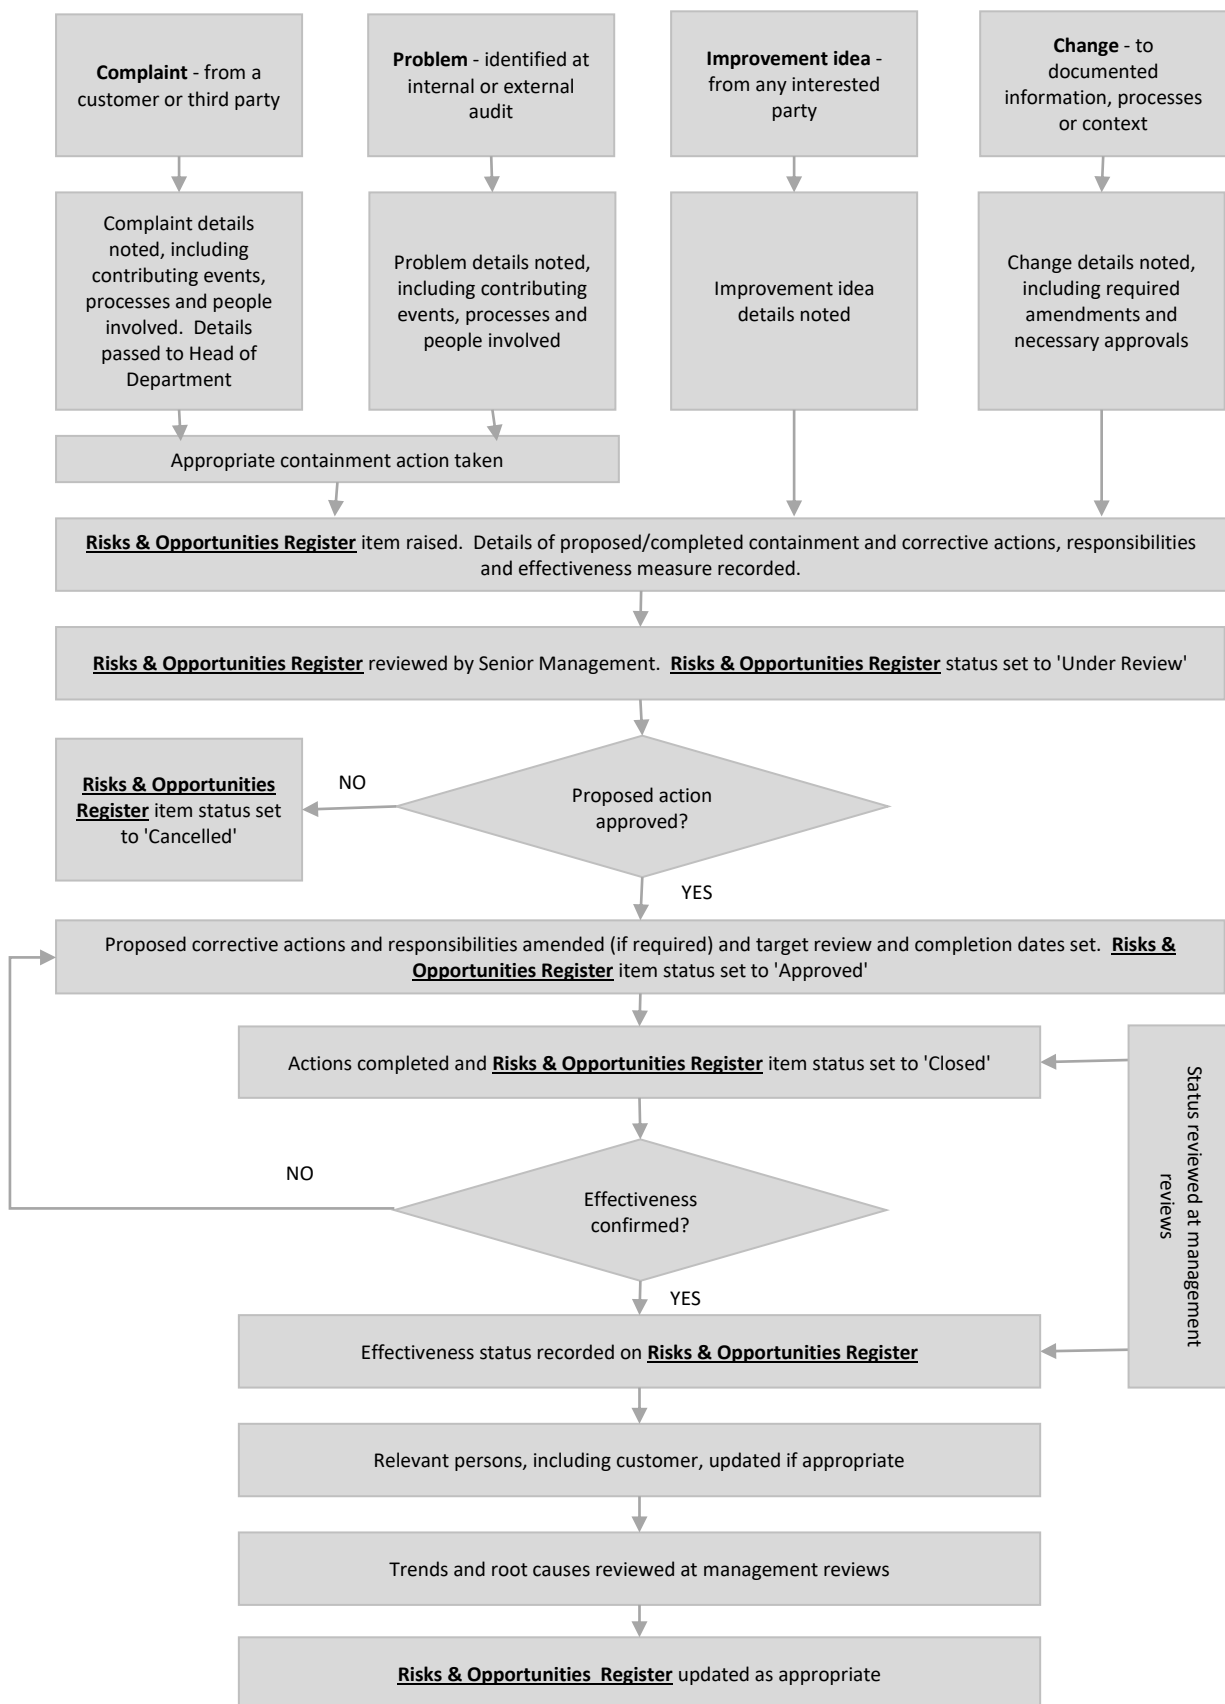 Complaint - from a
customer or third party
Problem - identified at
internal or external
audit
Improvement idea -
from any interested
party
Change - to
documented
information, processes
or context
Complaint details
noted, including
contributing events,
processes and people
involved.  Details
passed to Head of
Department
Problem details noted,
including contributing
events, processes and
people involved
Improvement idea
details noted
Change details noted,
including required
amendments and
necessary approvals
Appropriate containment action taken
Risks & Opportunities Register item raised.  Details of proposed/completed containment and corrective actions, responsibilities
and effectiveness measure recorded.
Risks & Opportunities Register reviewed by Senior Management.  Risks & Opportunities Register status set to 'Under Review'
Risks & Opportunities
Register item status set
to 'Cancelled'
NO
Proposed action
approved?
YES
Proposed corrective actions and responsibilities amended (if required) and target review and completion dates set.  Risks &
Opportunities Register item status set to 'Approved'
Actions completed and Risks & Opportunities Register item status set to 'Closed'
Status reviewed at management
reviews
NO
Effectiveness
confirmed?
YES
Effectiveness status recorded on Risks & Opportunities Register
Relevant persons, including customer, updated if appropriate
Trends and root causes reviewed at management reviews
Risks & Opportunities  Register updated as appropriate